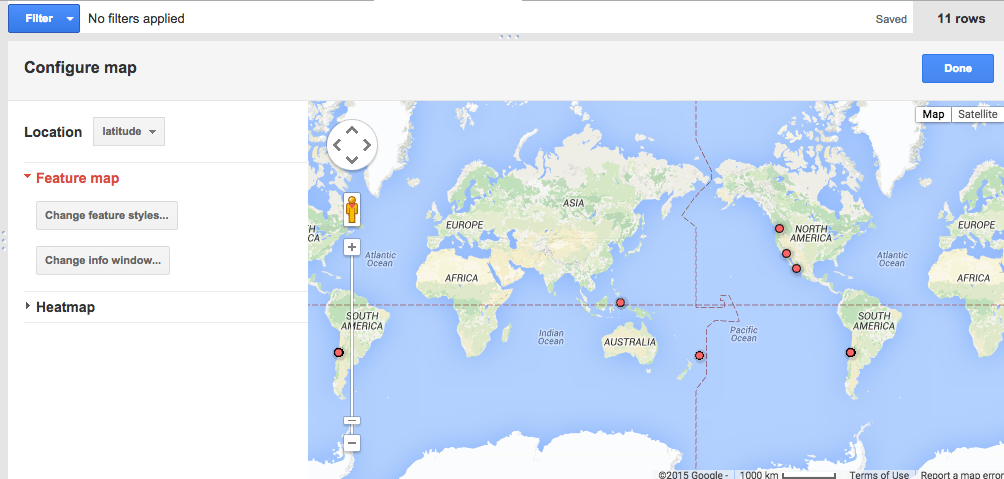 Filter No filters applied Saved 11 rows
Configure map Done
Location latitude
Feature map
Change feature styles...
Change info window...
Heatmap
Map Satellite
ASIA
EUROPE
AFRICA
AUSTRALIA
Indian
Ocean
Atlantic
Ocean
SOUTH
AMERICA
CA
NORTH
AMERICA
Pacific
Ocean
Atlantic
Ocean
SOUTH
AMERICA
EUROPE
AFRICA
©2015 Google - 1000 km Terms of Use Report a map error